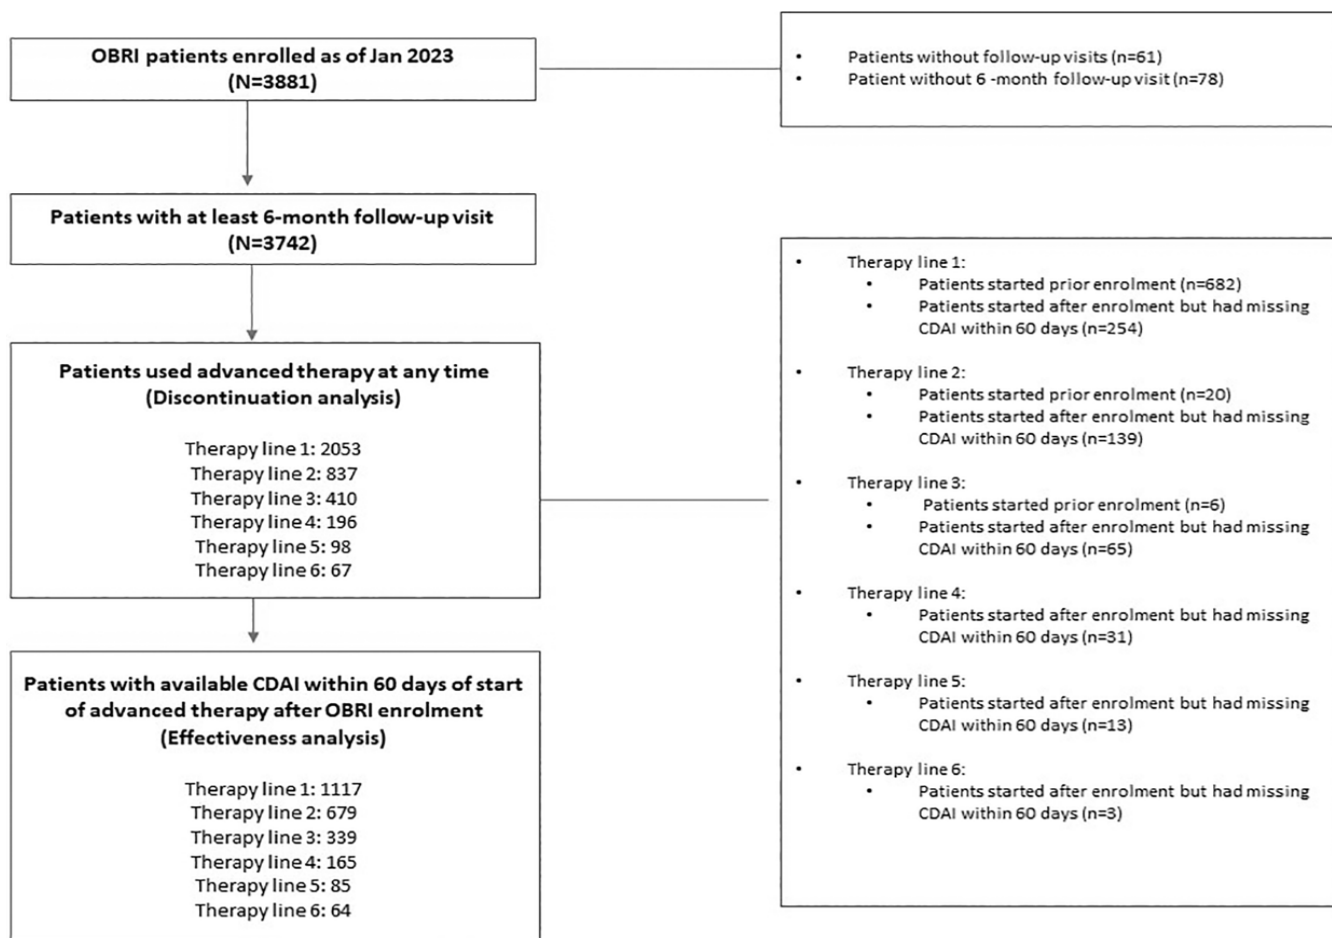 OBRI patients enrolled as of Jan 2023
(N=3881)
• Patients without follow-up visits (n=61)
• Patient without 6 -month follow-up visit (n=78)
Patients with at least 6-month follow-up visit
(N=3742)
Patients used advanced therapy at any time
(Discontinuation analysis)
Therapy line 1: 2053
Therapy line 2: 837
Therapy line 3: 410
Therapy line 4: 196
Therapy line 5: 98
Therapy line 6: 67
• Therapy line 1:
• Patients started prior enrolment (n=682)
• Patients started after enrolment but had missing
CDAI within 60 days (n=254)
• Therapy line 2:
• Patients started prior enrolment (n=20)
• Patients started after enrolment but had missing
CDAI within 60 days (n=139)
• Therapy line 3:
• Patients started prior enrolment (n=6)
• Patients started after enrolment but had missing
CDAI within 60 days (n=65)
• Therapy line 4:
• Patients started after enrolment but had missing
CDAI within 60 days (n=31)
• Therapy line 5:
• Patients started after enrolment but had missing
CDAI within 60 days (n=13)
• Therapy line 6:
• Patients started after enrolment but had missing
CDAI within 60 days (n=3)
Patients with available CDAI within 60 days of start
of advanced therapy after OBRI enrolment
(Effectiveness analysis)
Therapy line 1: 1117
Therapy line 2: 679
Therapy line 3: 339
Therapy line 4: 165
Therapy line 5: 85
Therapy line 6: 64